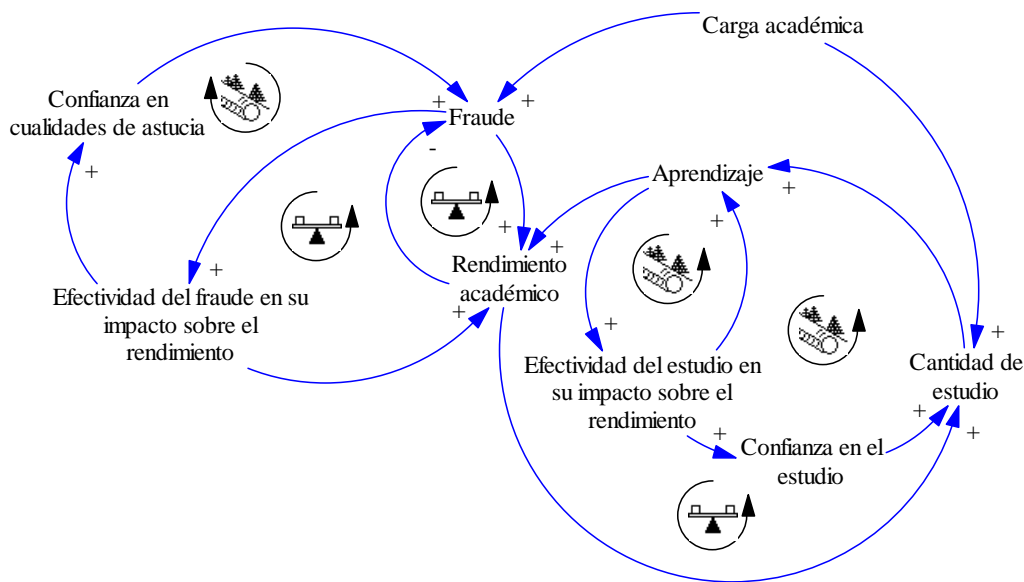 Carga académica
Confianza en
cualidades de astucia
+
+
Fraude
+
-
Aprendizaje
+
+
+
+
+
Rendimiento
académico
+
+
Efectividad del fraude en su
impacto sobre el
rendimiento
+
+
Efectividad del estudio en
su impacto sobre el
rendimiento
+
Cantidad de
estudio
+
+
+
Confianza en el
estudio